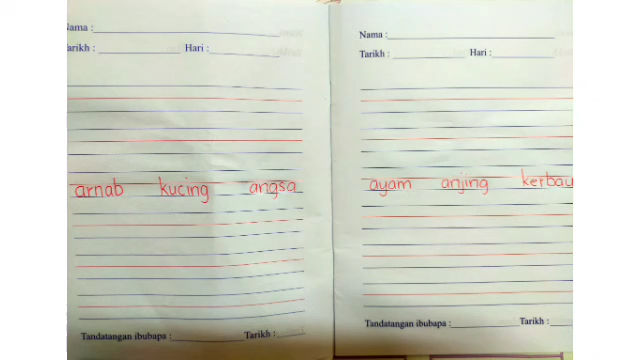 Nama :
Tarikh : Hari :
arnab kucing angsa
Tandatangan ibubapa : Tarikh :
Nama :
Tarikh : Hari :
ayam anjing kerbau
Tandatangan ibubapa : Tarikh :